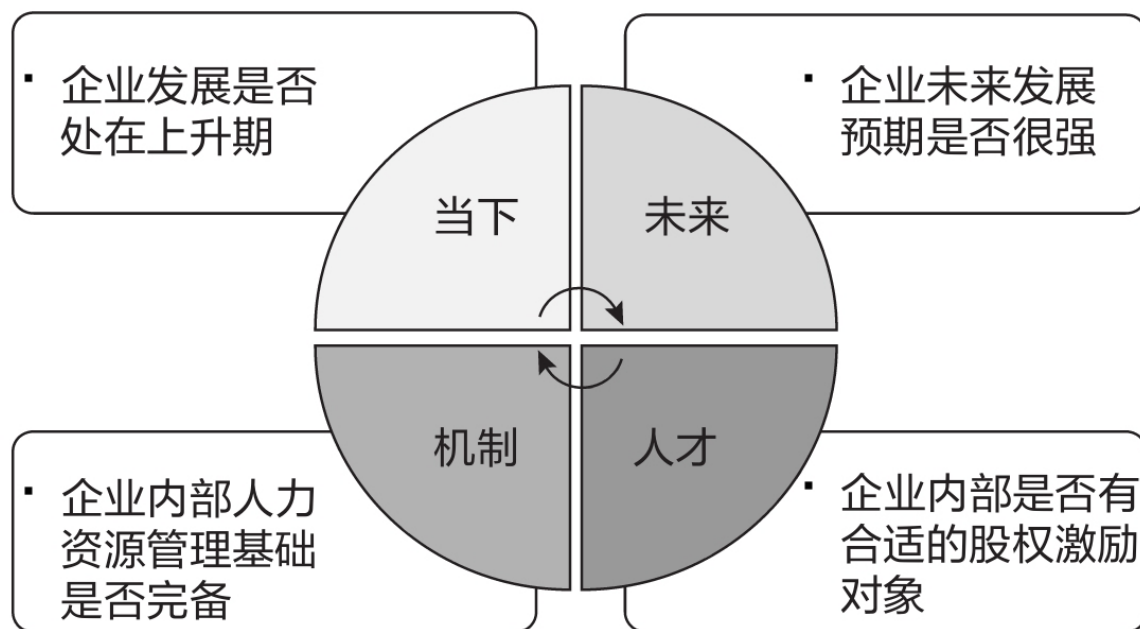 ▪ 企业发展是否
处在上升期
▪ 企业未来发展
预期是否很强
当下
未来
机制
人才
▪ 企业内部人力
资源管理基础
是否完备
▪ 企业内部是否有
合适的股权激励
对象